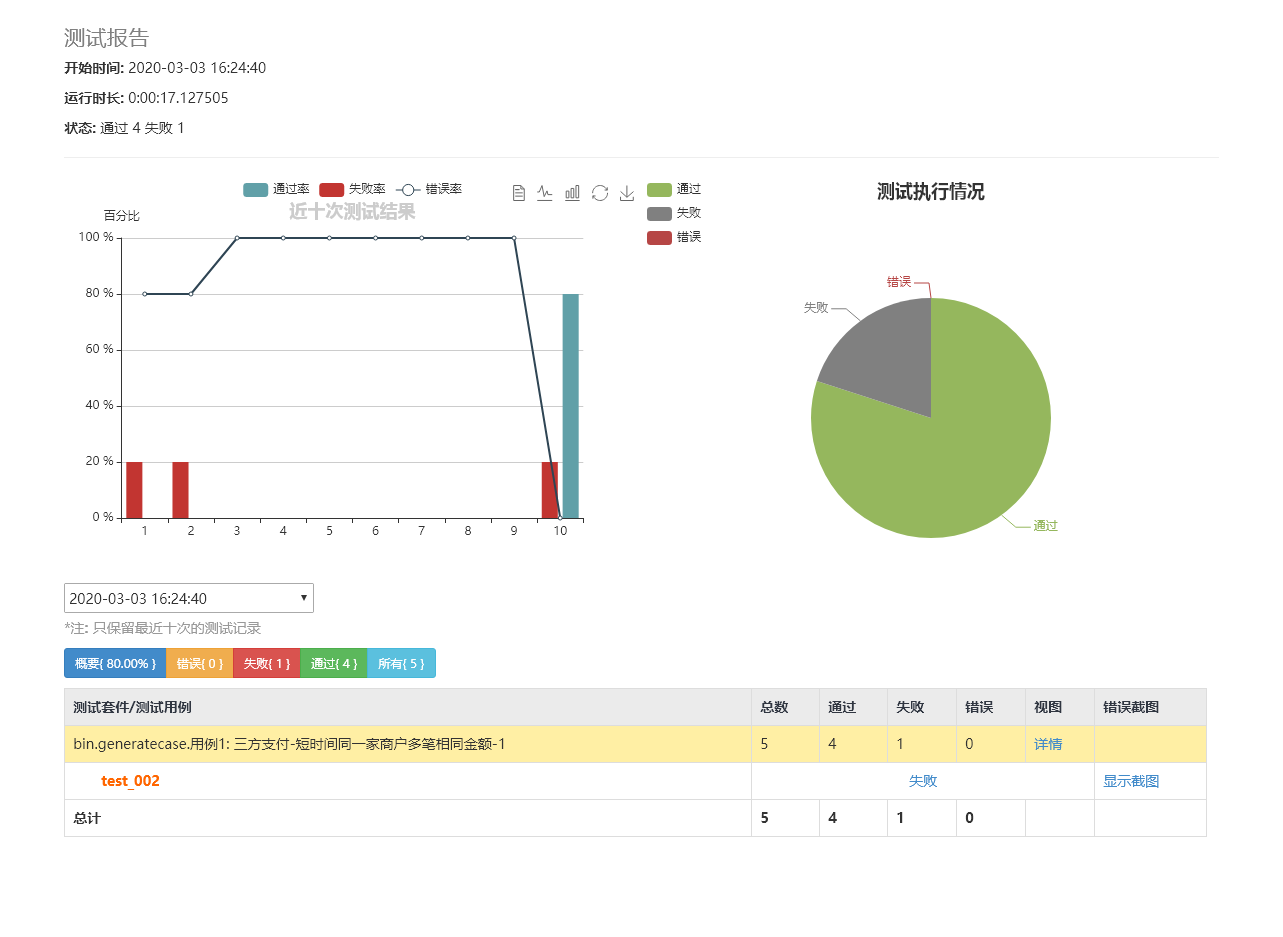 测试报告
开始时间: 2020-03-03 16:24:40
运行时长: 0:00:17.127505
状态: 通过 4 失败 1
通过率 失败率 错误率
近十次测试结果
百分比
100 %
80 %
60 %
40 %
20 %
0 %
1 2 3 4 5 6 7 8 9 10
通过
失败
错误
测试执行情况
错误
失败
通过
2020-03-03 16:24:40
*注: 只保留最近十次的测试记录
概要{ 80.00% } 错误{ 0 } 失败{ 1 } 通过{ 4 } 所有{ 5 }
测试套件/测试用例 总数 通过 失败 错误 视图 错误截图
bin.generatecase.用例1: 三方支付-短时间同一家商户多笔相同金额-1 5 4 1 0 详情
test_002 失败 显示截图
总计 5 4 1 0